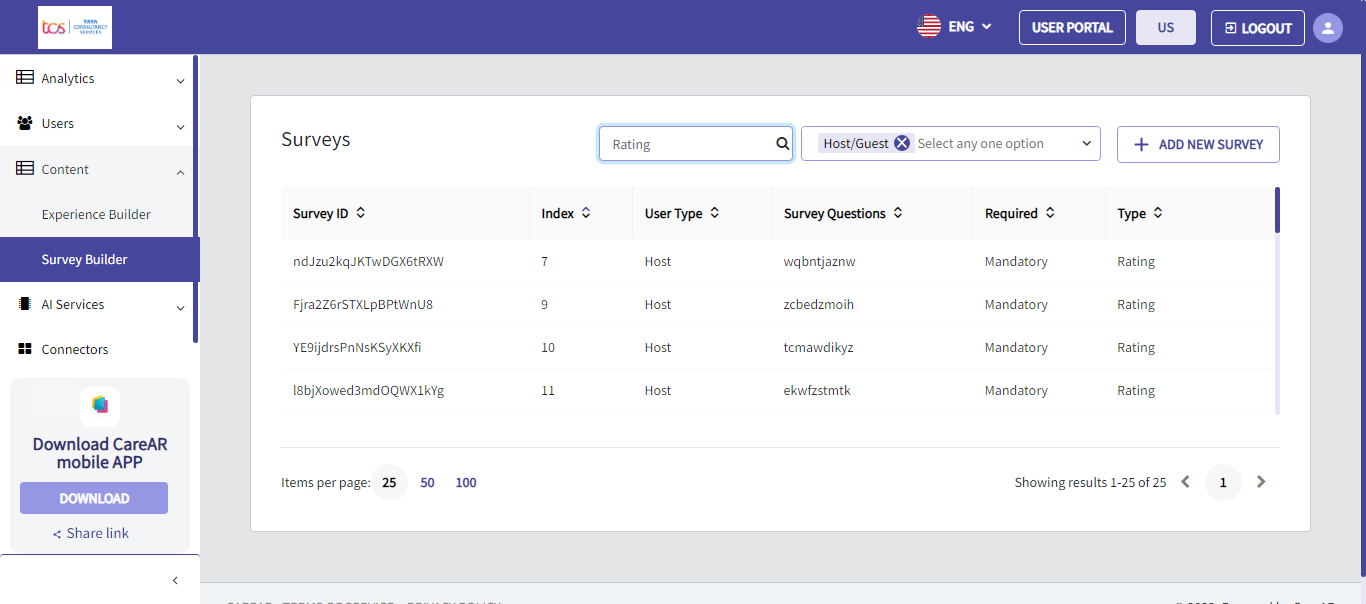 tcs | TATA CONSULTANCY SERVICES
ENG
USER PORTAL
US
LOGOUT
Analytics
Users
Content
Experience Builder
Survey Builder
AI Services
Connectors
Download CareAR
mobile APP
DOWNLOAD
Share link
Surveys
Rating
Host/Guest Select any one option
ADD NEW SURVEY
Survey ID Index User Type Survey Questions Required Type
ndJzu2kqJKTwDGX6tRXW 7 Host wqbntjaznw Mandatory Rating
Fjra2Z6rSTXLpBPtWnU8 9 Host zcbedzmoih Mandatory Rating
YE9ijdrsPnNsKSyXKXfi 10 Host tcmawdikyz Mandatory Rating
l8bjXowed3mdOQWX1kYg 11 Host ekwfzstmtk Mandatory Rating
Items per page: 25 50 100
Showing results 1-25 of 25 1